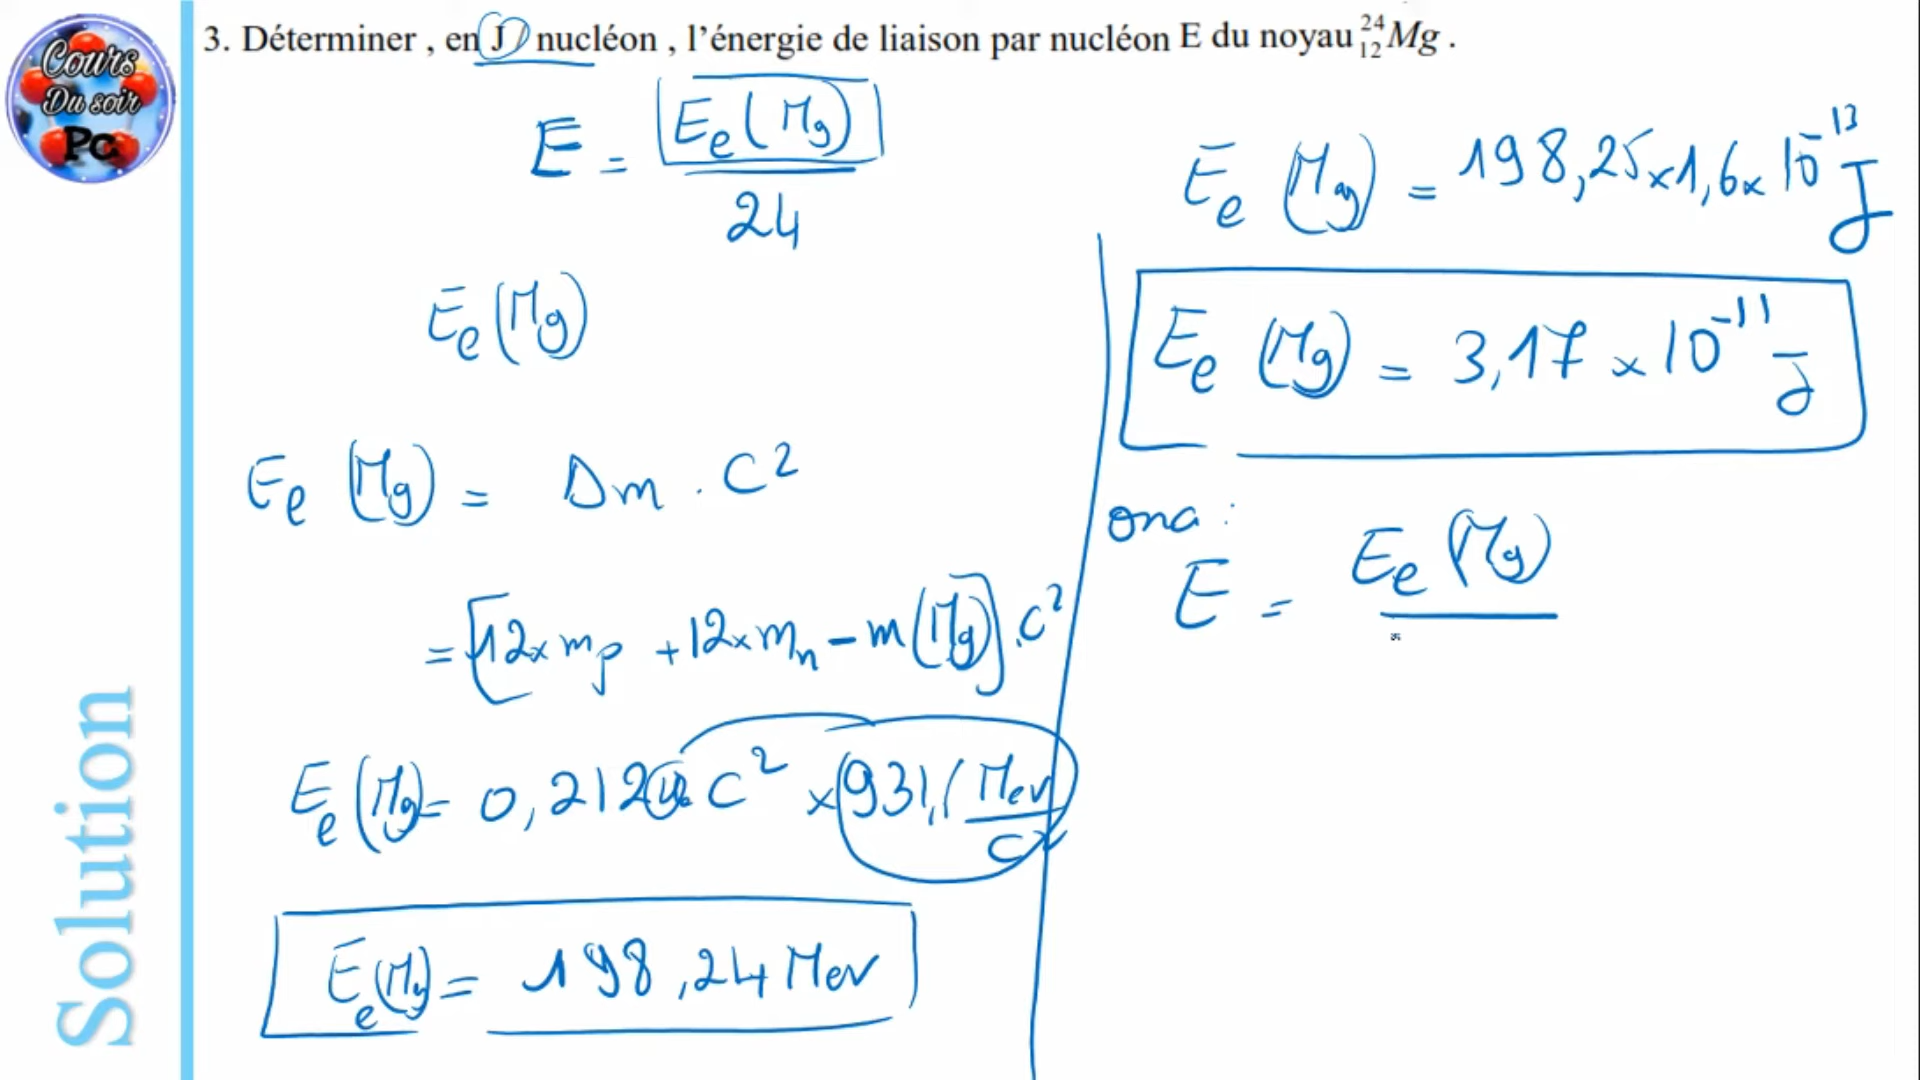 Cours
Du soir
Pc
Solution
3. Déterminer , en J/ nucléon , l’énergie de liaison par nucléon E du noyau ²⁴₁₂Mg .
E = Ee(Mg) / 24
Ee(Mg)
Ee(Mg) = Δm . C²
= [12×mp + 12×mn − m(Mg)].C²
Ee(Mg) = 0,212 u C² × 931,1 Mev/C²
Ee(Mg) = 198,24 Mev
Ee(Mg) = 198,25×1,6×10⁻¹³ J
Ee(Mg) = 3,17 × 10⁻¹¹ J
ona :
E = Ee(Mg)